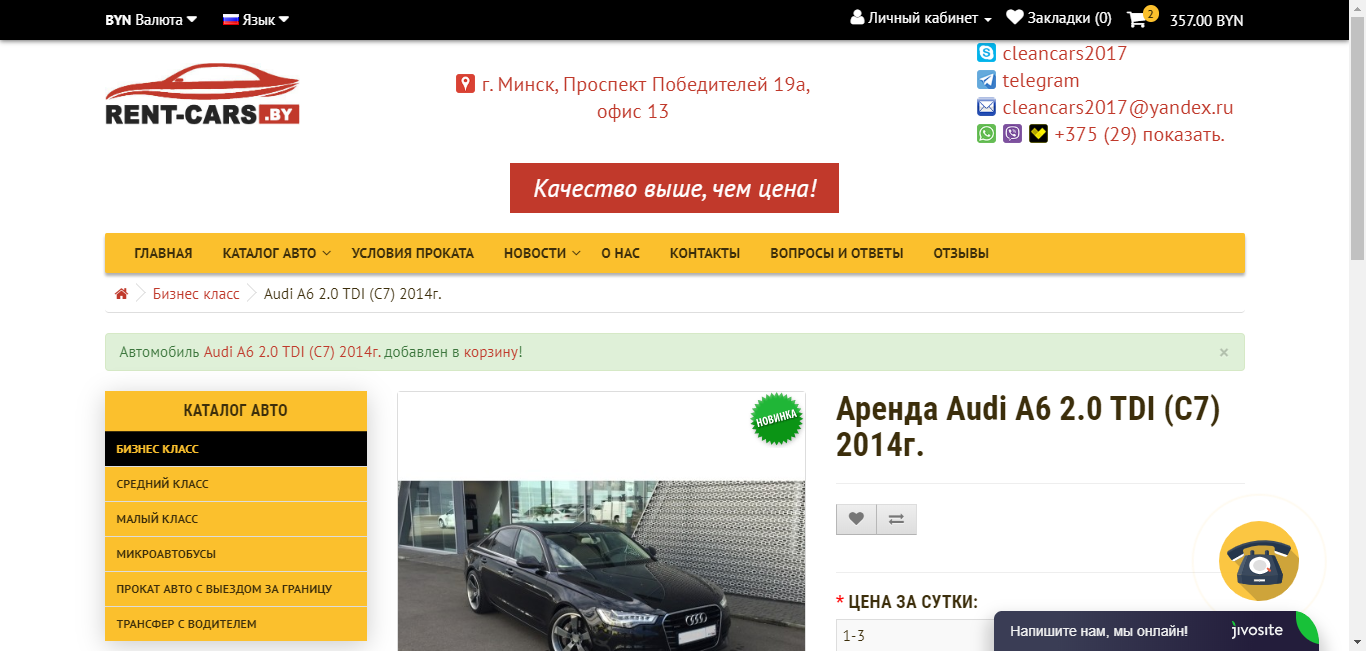 BYN Валюта
Язык
Личный кабинет
Закладки (0)
2
357.00 BYN
RENT-CARS.BY
г. Минск, Проспект Победителей 19а,
офис 13
cleancars2017
telegram
cleancars2017@yandex.ru
+375 (29) показать.
Качество выше, чем цена!
ГЛАВНАЯ
КАТАЛОГ АВТО
УСЛОВИЯ ПРОКАТА
НОВОСТИ
О НАС
КОНТАКТЫ
ВОПРОСЫ И ОТВЕТЫ
ОТЗЫВЫ
Бизнес класс
Audi A6 2.0 TDI (C7) 2014г.
Автомобиль Audi A6 2.0 TDI (C7) 2014г. добавлен в корзину!
×
КАТАЛОГ АВТО
БИЗНЕС КЛАСС
СРЕДНИЙ КЛАСС
МАЛЫЙ КЛАСС
МИКРОАВТОБУСЫ
ПРОКАТ АВТО С ВЫЕЗДОМ ЗА ГРАНИЦУ
ТРАНСФЕР С ВОДИТЕЛЕМ
НОВИНКА
Аренда Audi A6 2.0 TDI (C7)
2014г.
* ЦЕНА ЗА СУТКИ:
1-3
Напишите нам, мы онлайн!
jivosite